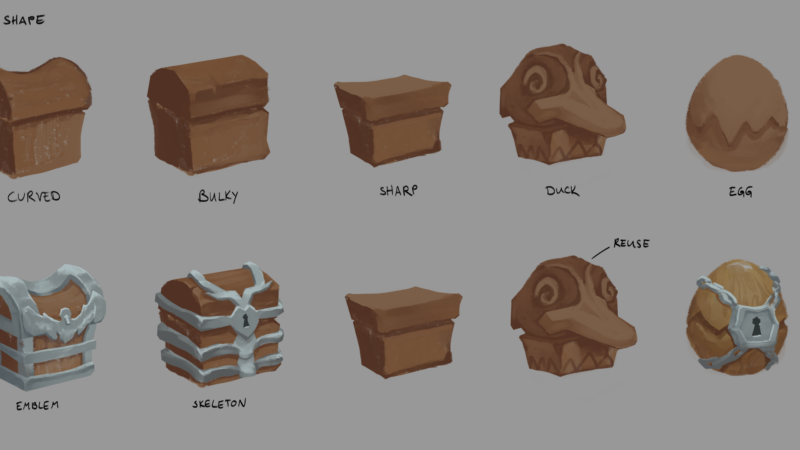 SHAPE
CURVED
BULKY
SHARP
DUCK
EGG
REUSE
EMBLEM
SKELETON